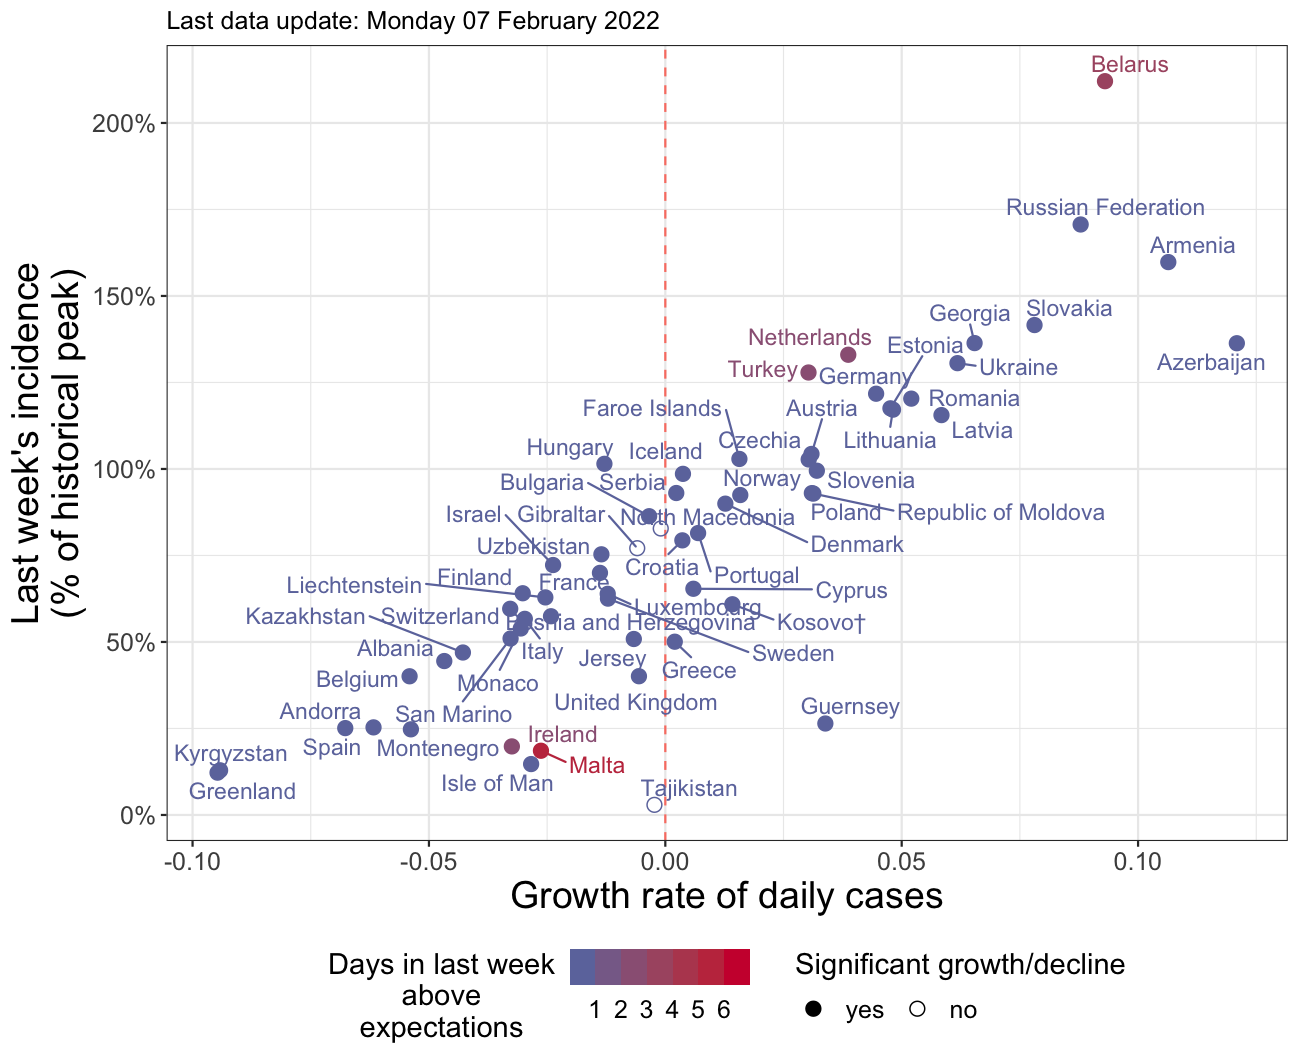 Last data update: Monday 07 February 2022
Last week's incidence
(% of historical peak)
200%
150%
100%
50%
0%
Belarus
Russian Federation
Armenia
Georgia
Slovakia
Netherlands
Estonia
Turkey
Germany
Ukraine
Azerbaijan
Faroe Islands
Austria
Romania
Hungary
Iceland
Czechia
Lithuania
Latvia
Bulgaria
Serbia
Norway
Slovenia
Israel
Gibraltar
North Macedonia
Poland
Republic of Moldova
Uzbekistan
Denmark
Liechtenstein
Finland
France
Croatia
Portugal
Cyprus
Kazakhstan
Switzerland
Luxembourg
Bosnia and Herzegovina
Kosovo†
Albania
Italy
Jersey
Sweden
Belgium
Monaco
Greece
Andorra
San Marino
United Kingdom
Guernsey
Spain
Montenegro
Ireland
Kyrgyzstan
Malta
Greenland
Isle of Man
Tajikistan
-0.10
-0.05
0.00
0.05
0.10
Growth rate of daily cases
Days in last week
above
expectations
1 2 3 4 5 6
Significant growth/decline
yes
no